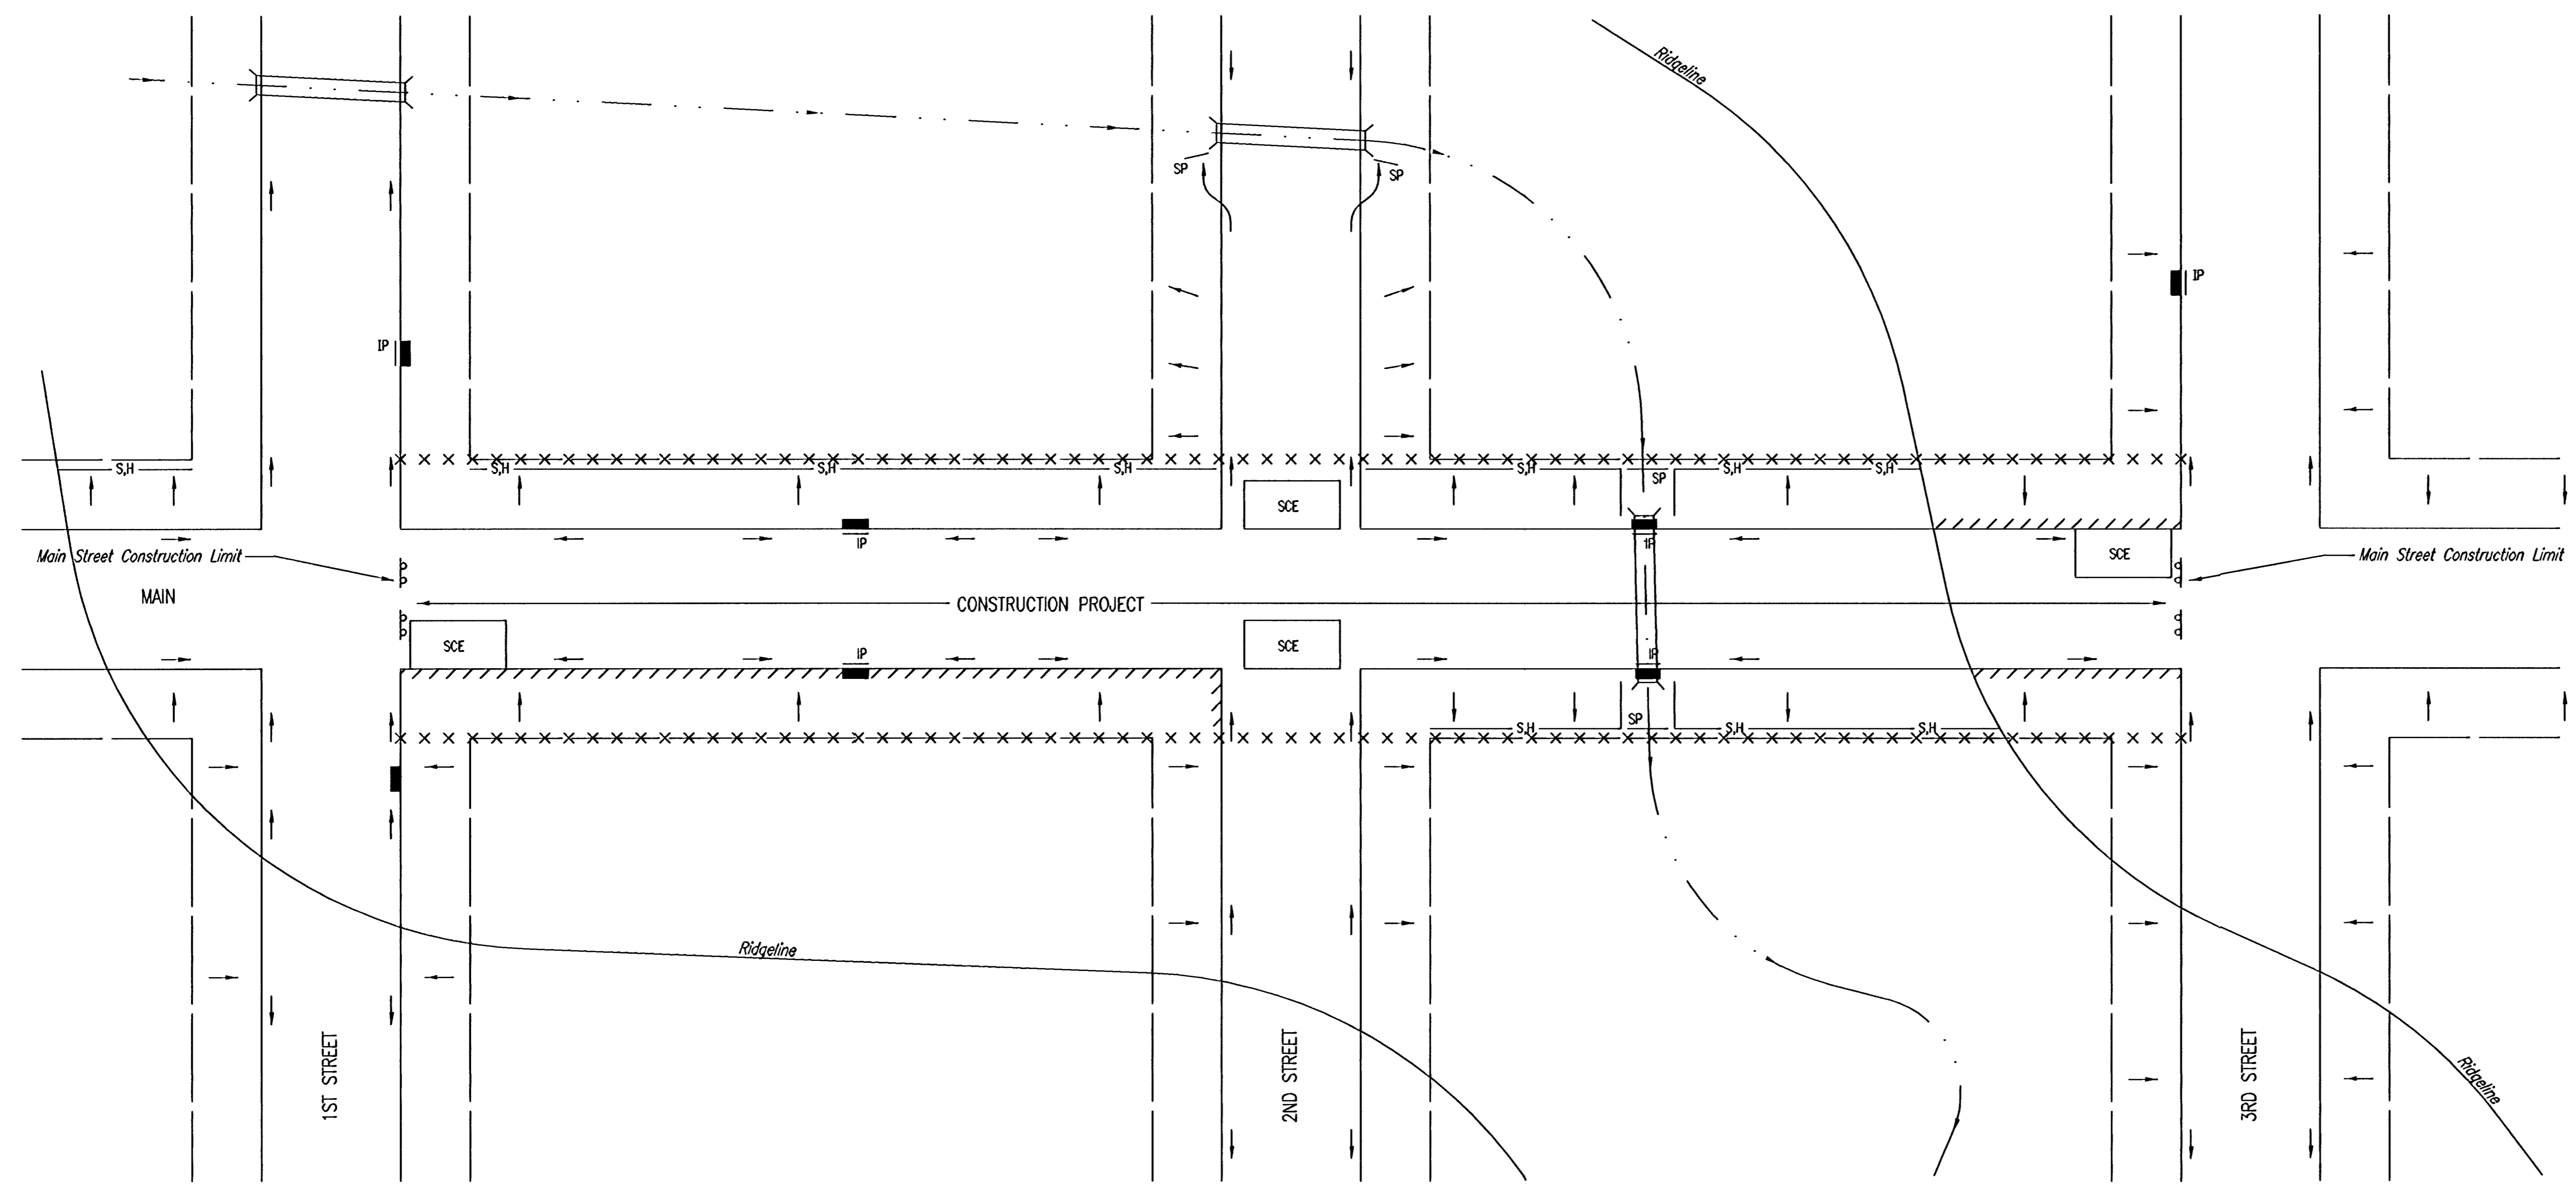 Ridgeline
SP
SP
IP
IP
S,H
S,H
S,H
S,H
S,H
SP
S,H
S,H
SCE
Main Street Construction Limit
IP
IP
SCE
Main Street Construction Limit
MAIN
CONSTRUCTION PROJECT
SCE
IP
SCE
IP
SP
S,H
S,H
S,H
Ridgeline
1ST STREET
2ND STREET
3RD STREET
Ridgeline